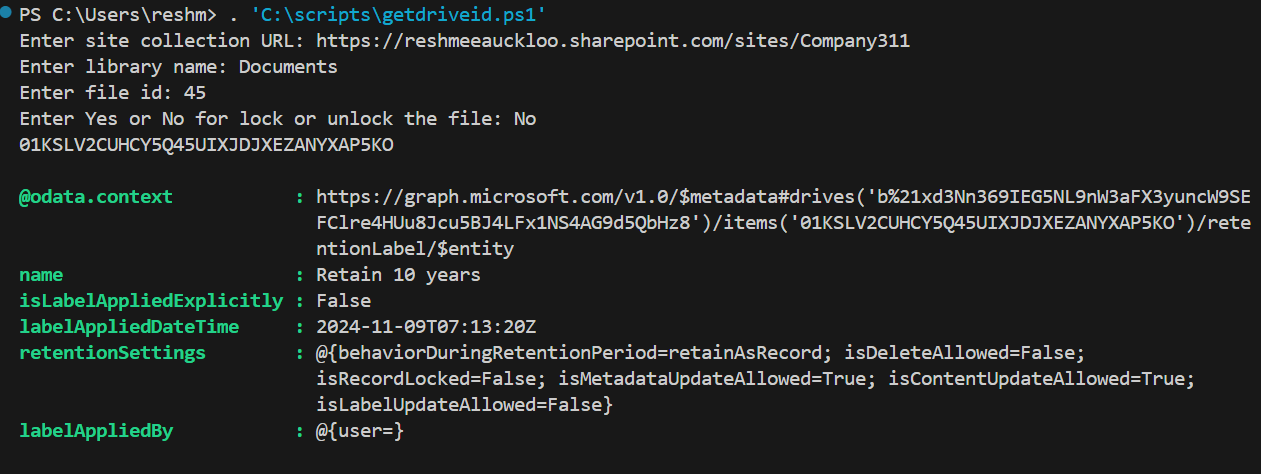 PS C:\Users\reshm> . 'C:\scripts\getdriveid.ps1'
Enter site collection URL: https://reshmeeauckloo.sharepoint.com/sites/Company311
Enter library name: Documents
Enter file id: 45
Enter Yes or No for lock or unlock the file: No
01KSLV2CUHCY5Q45UIXJDJXEZANYXAP5KO
@odata.context : https://graph.microsoft.com/v1.0/$metadata#drives('b%21xd3Nn369IEG5NL9nW3aFX3yuncW9SE
FClre4HUu8Jcu5BJ4LFx1NS4AG9d5QbHz8')/items('01KSLV2CUHCY5Q45UIXJDJXEZANYXAP5KO')/rete
ntionLabel/$entity
name : Retain 10 years
isLabelAppliedExplicitly : False
labelAppliedDateTime : 2024-11-09T07:13:20Z
retentionSettings : @{behaviorDuringRetentionPeriod=retainAsRecord; isDeleteAllowed=False;
isRecordLocked=False; isMetadataUpdateAllowed=True; isContentUpdateAllowed=True;
isLabelUpdateAllowed=False}
labelAppliedBy : @{user=}